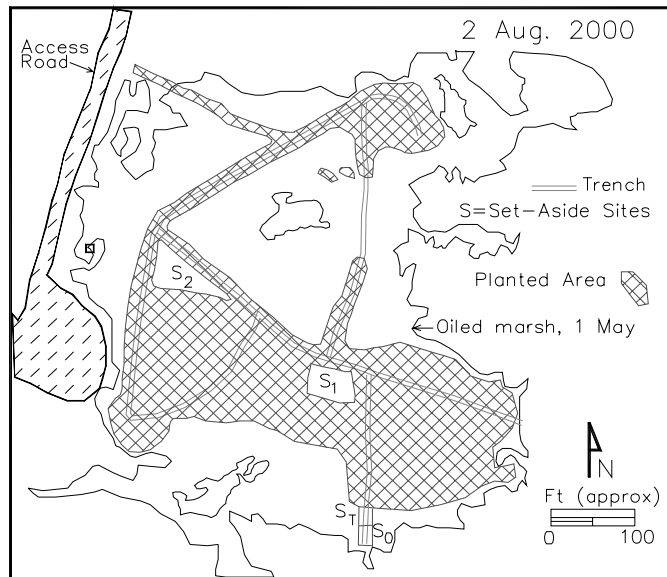 2 Aug. 2000
Access
Road
Trench
S=Set-Aside Sites
S2
Planted Area
Oiled marsh, 1 May
S1
N
Ft (approx)
ST
SO
0 100